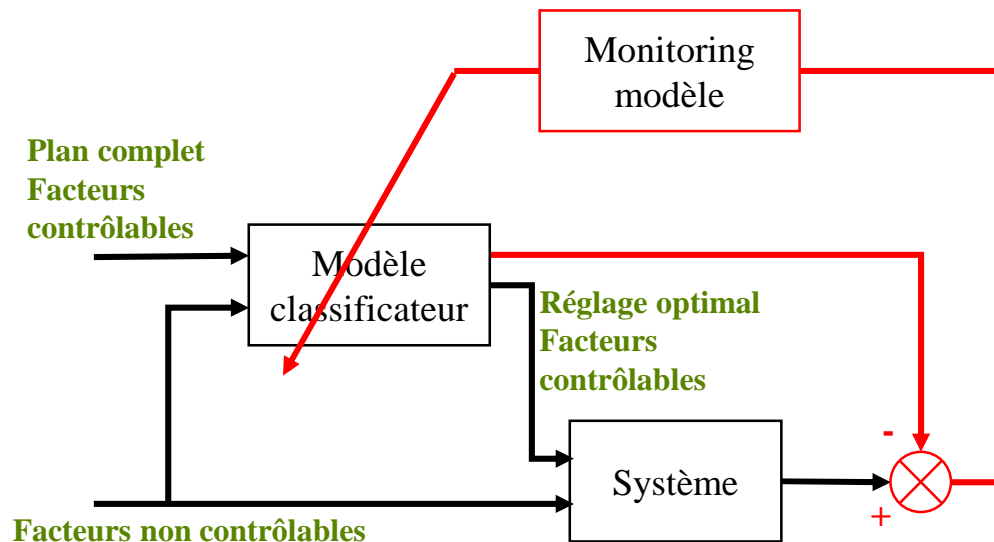 Monitoring
modèle
Plan complet
Facteurs
contrôlables
Modèle
classificateur
Réglage optimal
Facteurs
contrôlables
-
Système
+
Facteurs non contrôlables